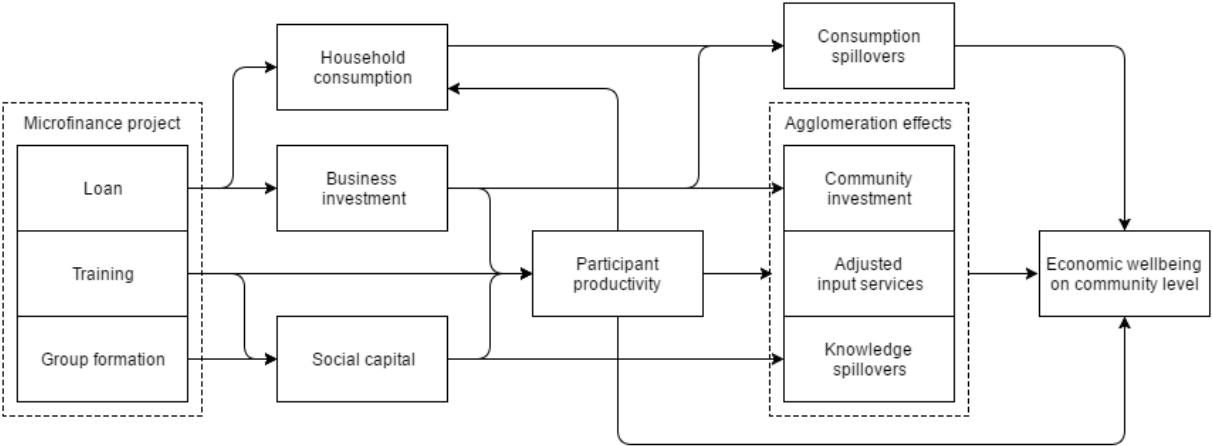 Household
consumption
Consumption
spillovers
Microfinance project
Agglomeration effects
Loan
Business
investment
Community
investment
Training
Participant
productivity
Adjusted
input services
Economic wellbeing
on community level
Group formation
Social capital
Knowledge
spillovers